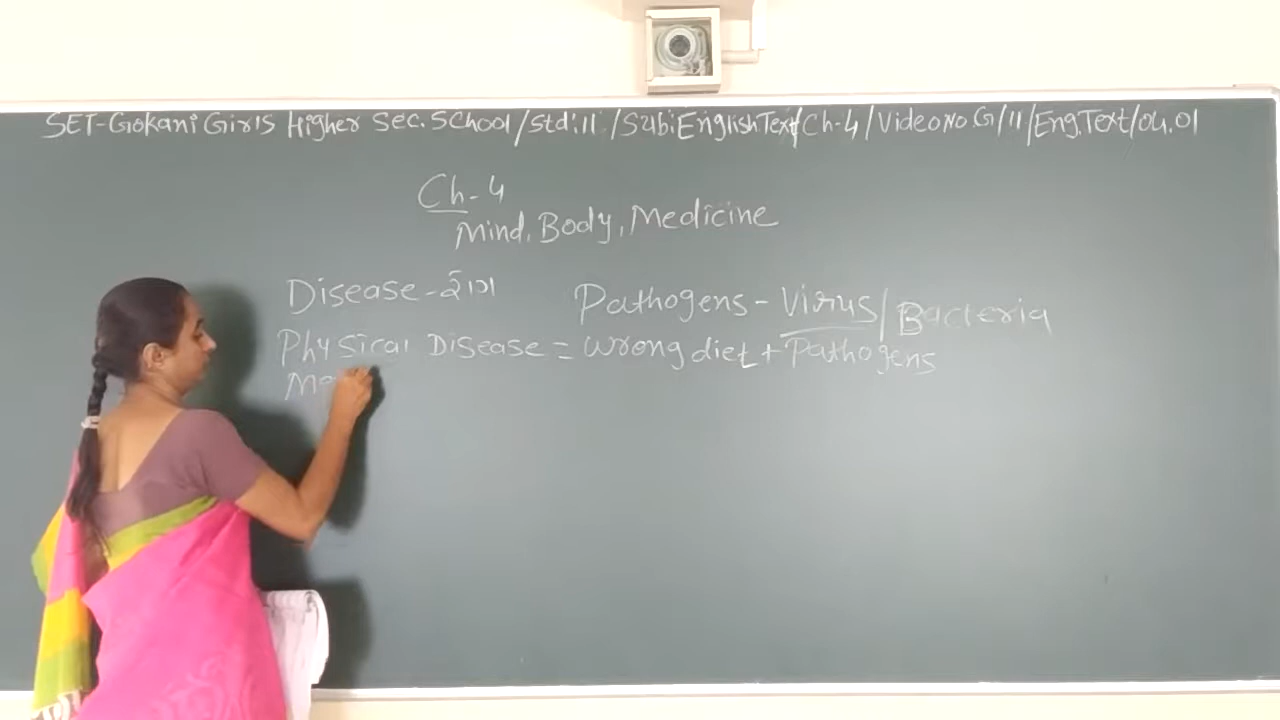 SET-Gokani Girls Higher Sec. School/Std:11/Sub:English Text/Ch-4/Video No G/11/Eng.Text/04.01
Ch-4
Mind, Body, Medicine
Disease-રોગ
Pathogens-Virus/Bacteria
Physical Disease = Wrong diet + Pathogens